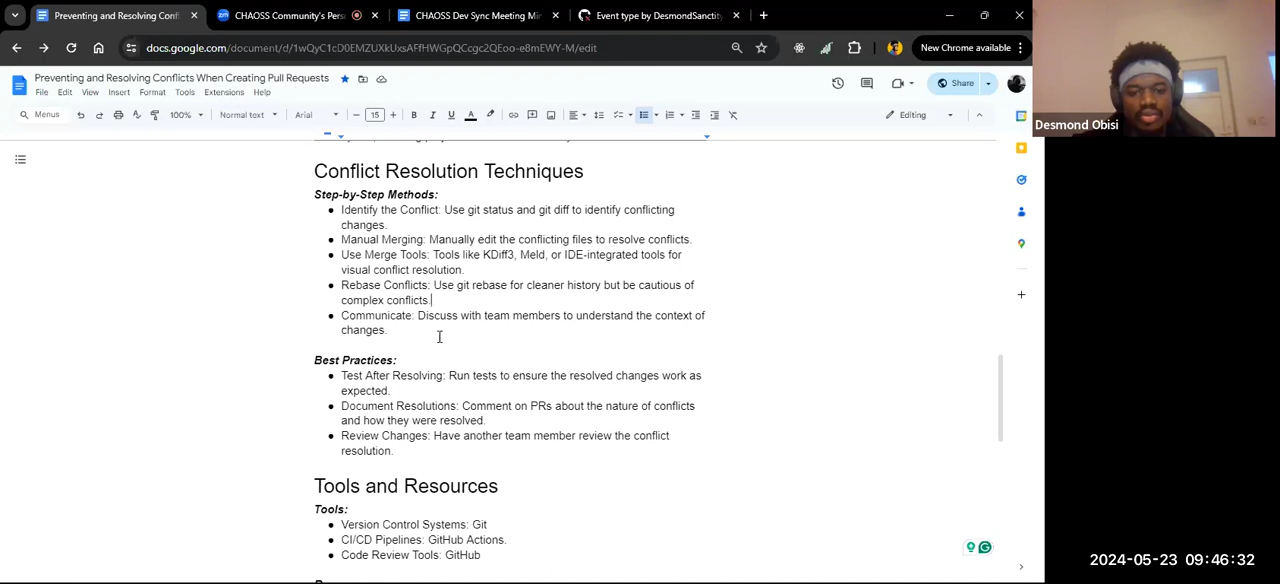 Preventing and Resolving Confl
CHAOSS Community's Pers
CHAOSS Dev Sync Meeting Min
Event type by DesmondSanctity
docs.google.com/document/d/1wQyC1cD0EMZUXkUxsAFfHWGpQCcgc2QEoo-e8mEWY-M/edit
New Chrome available
Preventing and Resolving Conflicts When Creating Pull Requests
File Edit View Insert Format Tools Extensions Help
Share
Menus
100%
Normal text
Arial
15
Editing
Desmond Obisi
Conflict Resolution Techniques
Step-by-Step Methods:
● Identify the Conflict: Use git status and git diff to identify conflicting
changes.
● Manual Merging: Manually edit the conflicting files to resolve conflicts.
● Use Merge Tools: Tools like KDiff3, Meld, or IDE-integrated tools for
visual conflict resolution.
● Rebase Conflicts: Use git rebase for cleaner history but be cautious of
complex conflicts.
● Communicate: Discuss with team members to understand the context of
changes.
Best Practices:
● Test After Resolving: Run tests to ensure the resolved changes work as
expected.
● Document Resolutions: Comment on PRs about the nature of conflicts
and how they were resolved.
● Review Changes: Have another team member review the conflict
resolution.
Tools and Resources
Tools:
● Version Control Systems: Git
● CI/CD Pipelines: GitHub Actions.
● Code Review Tools: GitHub
2024-05-23 09:46:32